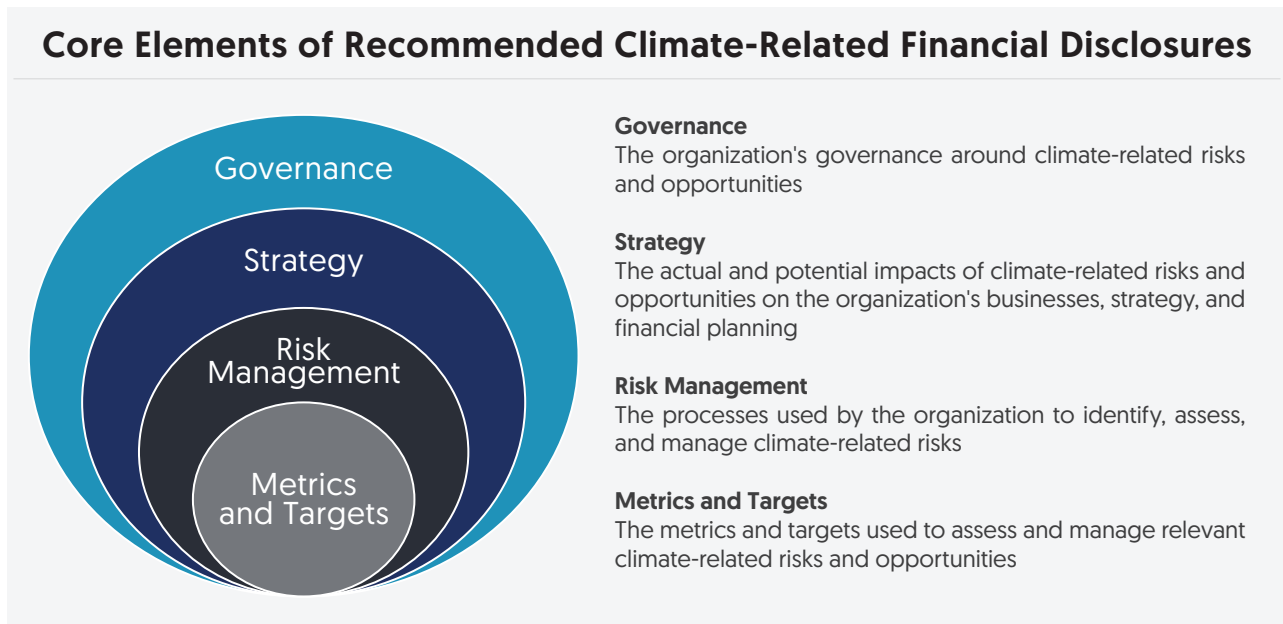 Core Elements of Recommended Climate-Related Financial Disclosures
Governance
Strategy
Risk
Management
Metrics
and Targets
Governance
The organization's governance around climate-related risks
and opportunities
Strategy
The actual and potential impacts of climate-related risks and
opportunities on the organization's businesses, strategy, and
financial planning
Risk Management
The processes used by the organization to identify, assess,
and manage climate-related risks
Metrics and Targets
The metrics and targets used to assess and manage relevant
climate-related risks and opportunities